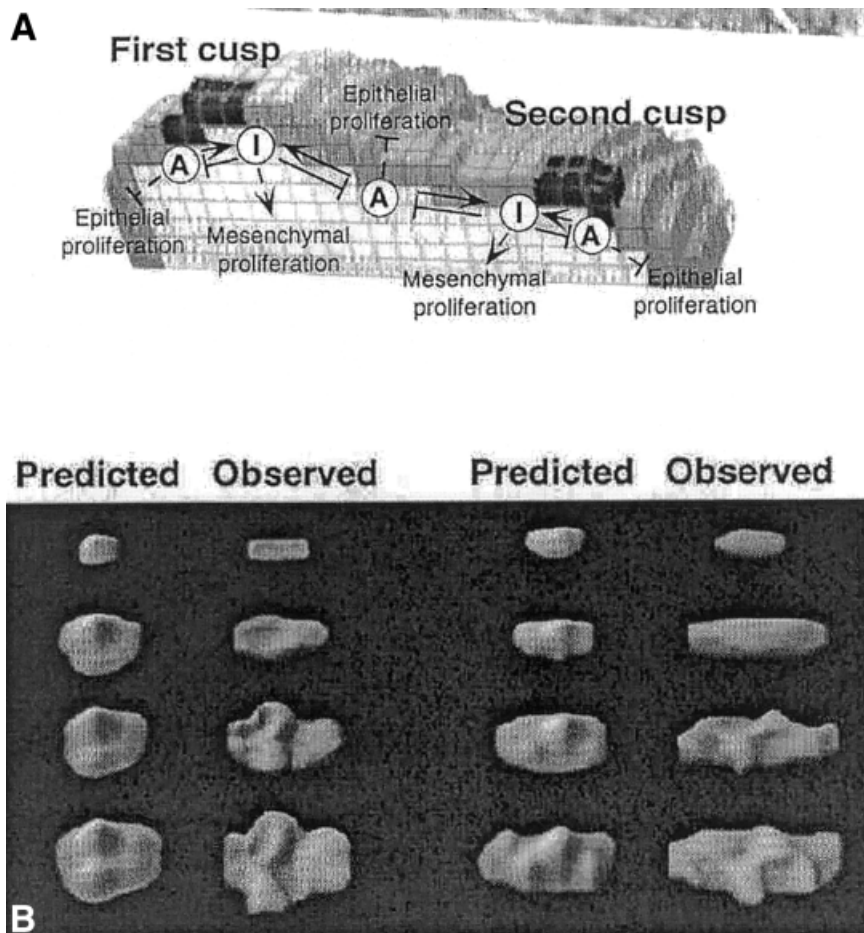 A
First cusp
Epithelial
proliferation
Second cusp
I
A
A
I
A
Epithelial
proliferation
Mesenchymal
proliferation
Mesenchymal
proliferation
Epithelial
proliferation
Predicted Observed Predicted Observed
B